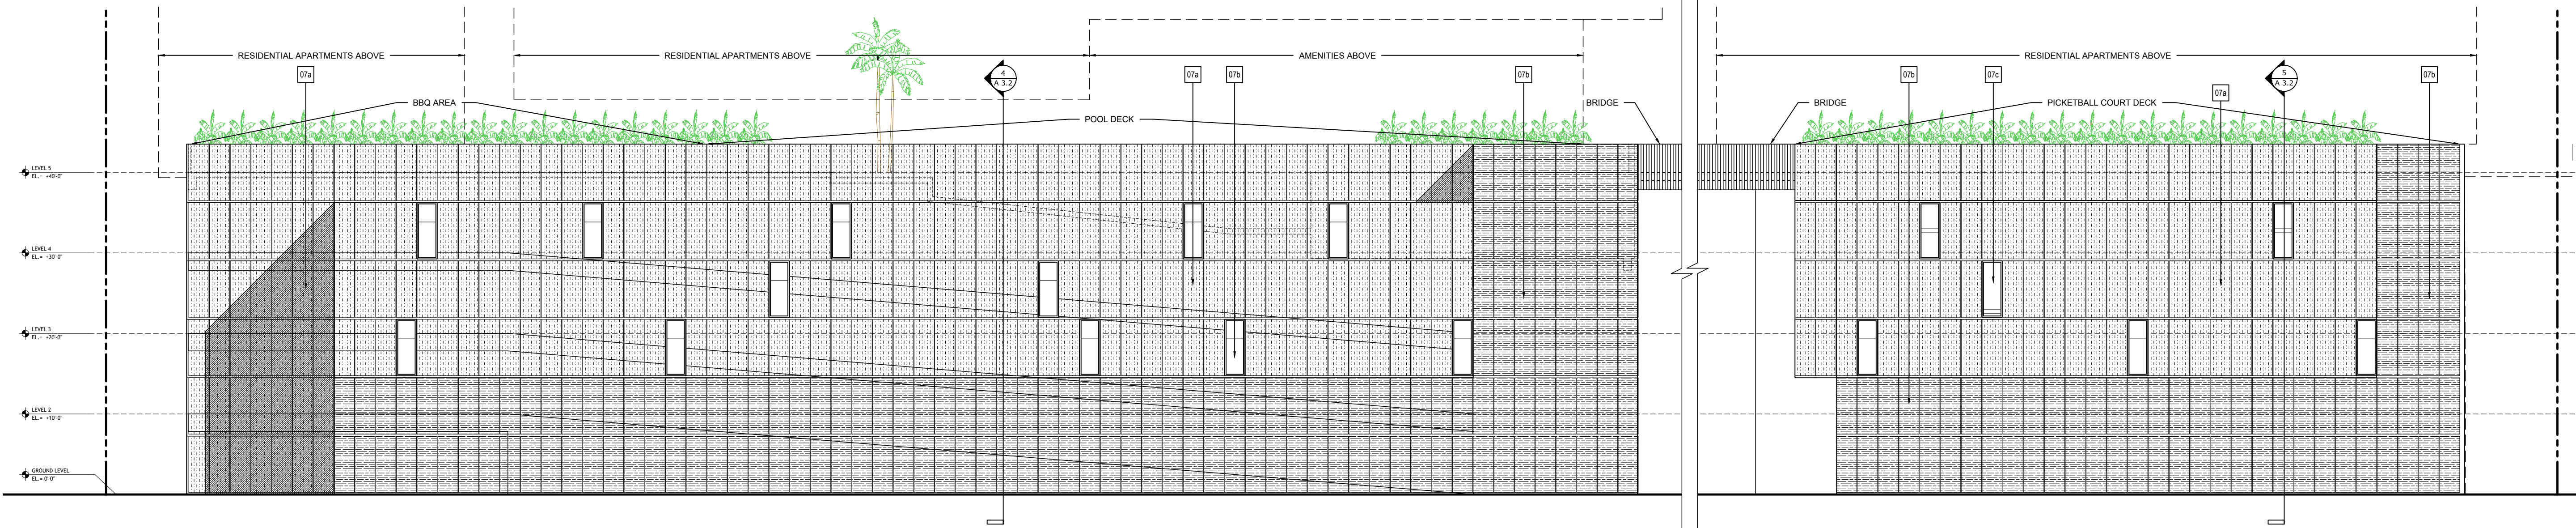 RESIDENTIAL APARTMENTS ABOVE
RESIDENTIAL APARTMENTS ABOVE
AMENITIES ABOVE
RESIDENTIAL APARTMENTS ABOVE
07a
4
A 3.2
07a
07b
07b
07b
07c
07a
5
A 3.2
07b
BBQ AREA
POOL DECK
BRIDGE
BRIDGE
PICKETBALL COURT DECK
LEVEL 5
EL.= +40'-0"
LEVEL 4
EL.= +30'-0"
LEVEL 3
EL.= +20'-0"
LEVEL 2
EL.= +10'-0"
GROUND LEVEL
EL.= 0'-0"